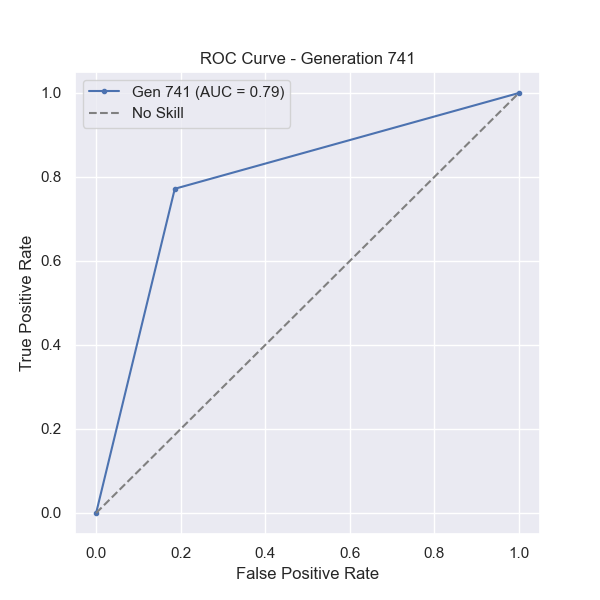 ROC Curve - Generation 741
Gen 741 (AUC = 0.79)
No Skill
1.0
0.8
0.6
0.4
0.2
0.0
True Positive Rate
0.0 0.2 0.4 0.6 0.8 1.0
False Positive Rate